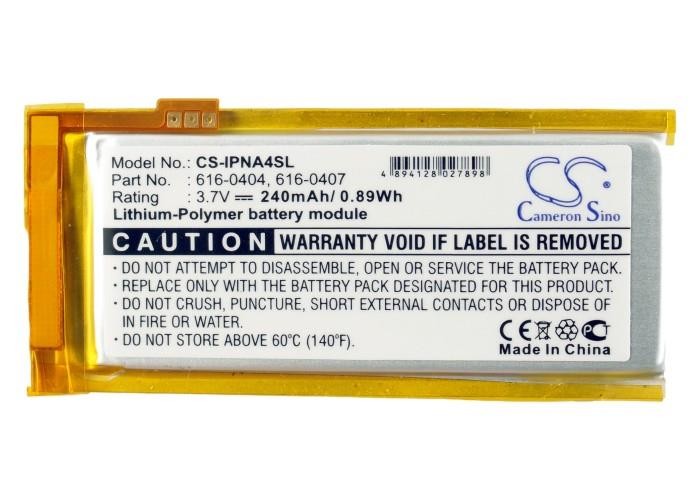 Model No.: CS-IPNA4SL
Part No. : 616-0404, 616-0407
Rating : 3.7V ⎓ 240mAh/ 0.89Wh
Lithium-Polymer battery module
4 894128 027898
CS
Cameron Sino
CAUTION WARRANTY VOID IF LABEL IS REMOVED
• DO NOT ATTEMPT TO DISASSEMBLE, OPEN OR SERVICE THE BATTERY PACK.
• REPLACE ONLY WITH THE BATTERY PACK DESIGNATED FOR THIS PRODUCT.
• DO NOT CRUSH, PUNCTURE, SHORT EXTERNAL CONTACTS OR DISPOSE OF
IN FIRE OR WATER.
• DO NOT STORE ABOVE 60°C (140°F).
CE
PCT
Made In China